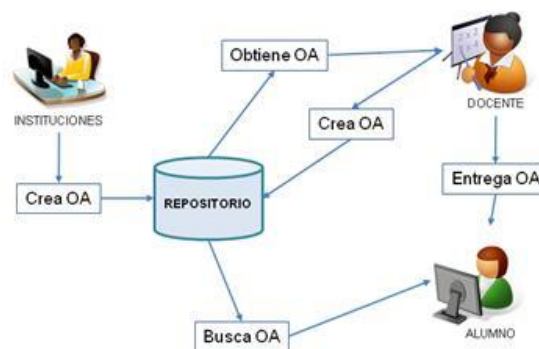 Obtiene OA
INSTITUCIONES
DOCENTE
Crea OA
Crea OA
REPOSITORIO
Entrega OA
Busca OA
ALUMNO